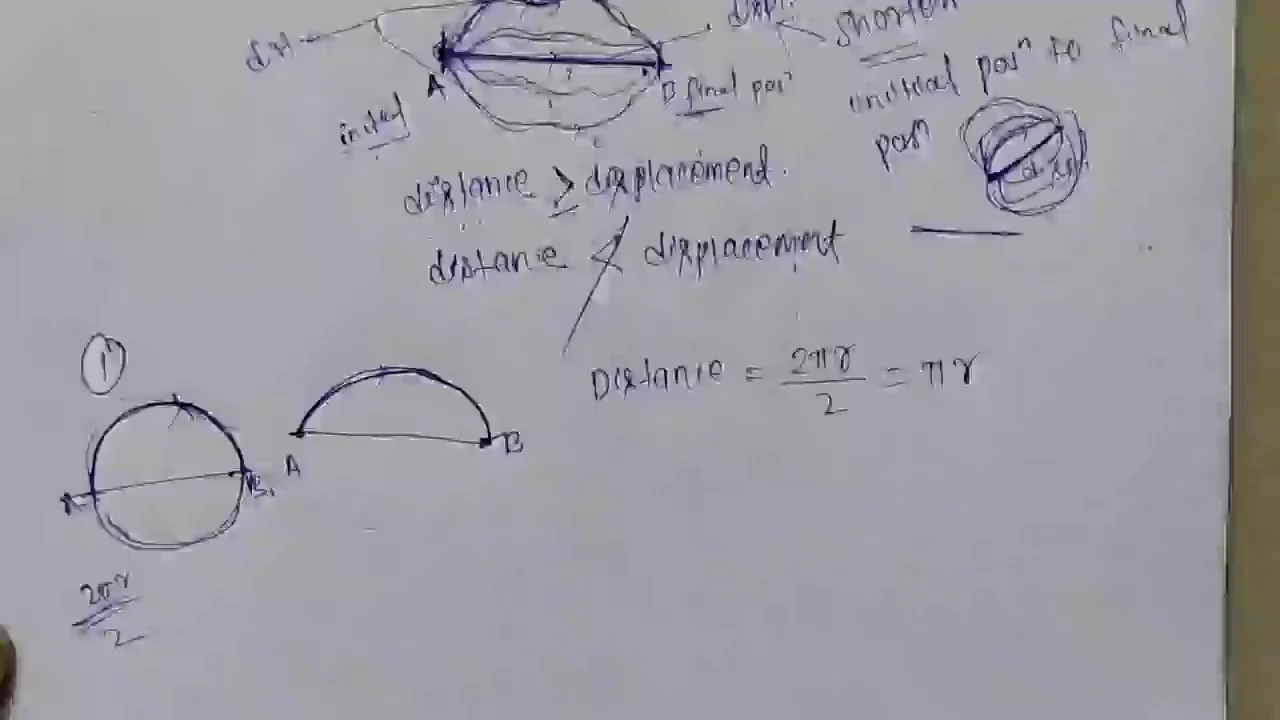 dist
shortest
A
B final posⁿ
initial posⁿ to final
initial
posⁿ
distance ≥ displacement.
distance < displacement
1
Distance = 2πr/2 = πr
A B
A B
2πr/2